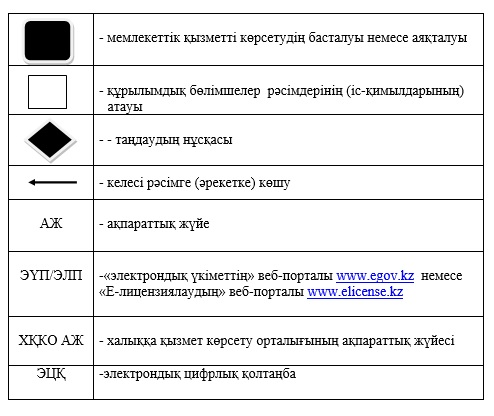 - мемлекеттік қызметті көрсетудің басталуы немесе аяқталуы
- құрылымдық бөлімшелер рәсімдерінің (іс-қимылдарының)
атауы
- - таңдаудың нұсқасы
- келесі рәсімге (әрекетке) көшу
АЖ - ақпараттық жүйе
ЭҮП/ЭЛП -«электрондық үкіметтің» веб-порталы www.egov.kz немесе
«Е-лицензиялаудың» веб-порталы www.elicense.kz
ХҚКО АЖ - халыққа қызмет көрсету орталығының ақпараттық жүйесі
ЭЦҚ -электрондық цифрлық қолтаңба